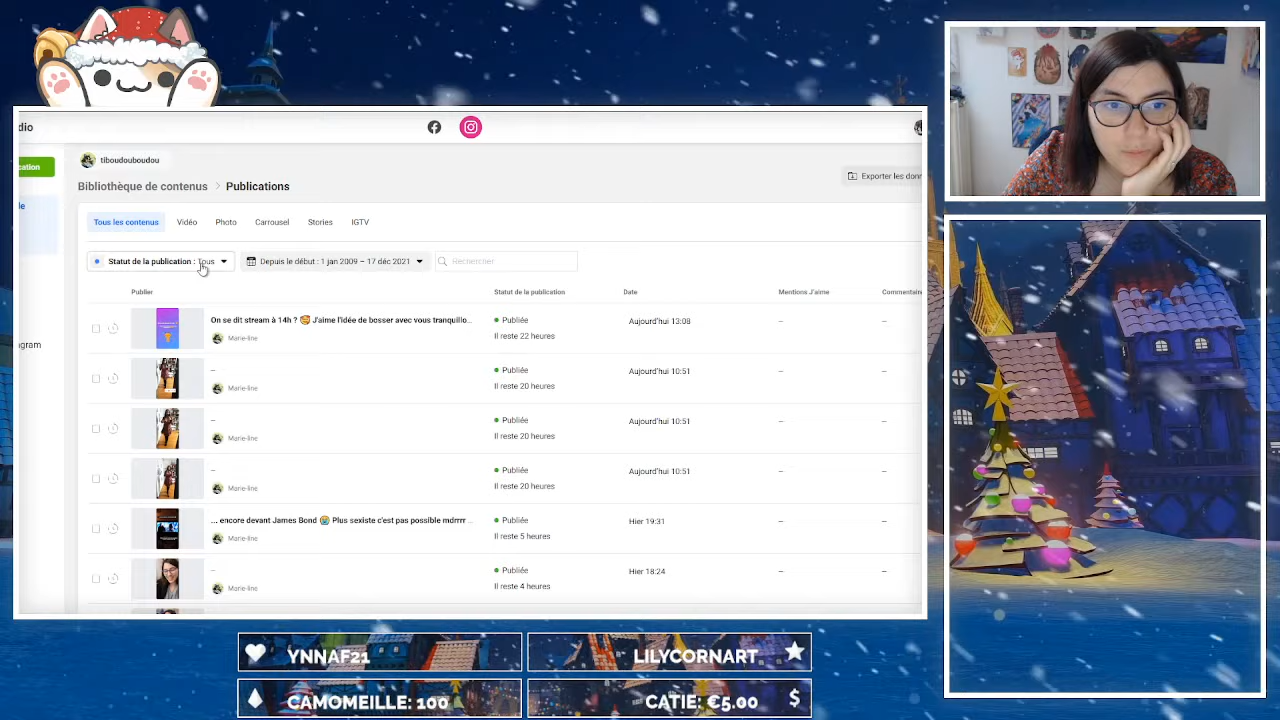 dio
cation
tiboudouboudou
Bibliothèque de contenus > Publications
Exporter les donn
le
Tous les contenus Vidéo Photo Carrousel Stories IGTV
Statut de la publication : Tous
Depuis le début : 1 jan 2009 – 17 déc 2021
Rechercher
Publier Statut de la publication Date Mentions J'aime Commentaire
On se dit stream à 14h ? 🥰 J'aime l'idée de bosser avec vous tranquillo...
Marie-line
Publiée
Il reste 22 heures
Aujourd'hui 13:08
–
–
agram
–
Marie-line
Publiée
Il reste 20 heures
Aujourd'hui 10:51
–
–
–
Marie-line
Publiée
Il reste 20 heures
Aujourd'hui 10:51
–
–
–
Marie-line
Publiée
Il reste 20 heures
Aujourd'hui 10:51
–
–
... encore devant James Bond 😭 Plus sexiste c'est pas possible mdrrrr ...
Marie-line
Publiée
Il reste 5 heures
Hier 19:31
–
–
–
Marie-line
Publiée
Il reste 4 heures
Hier 18:24
–
–
YNNAF21
LILYCORNART
CAMOMEILLE: 100
CATIE: €5.00
$